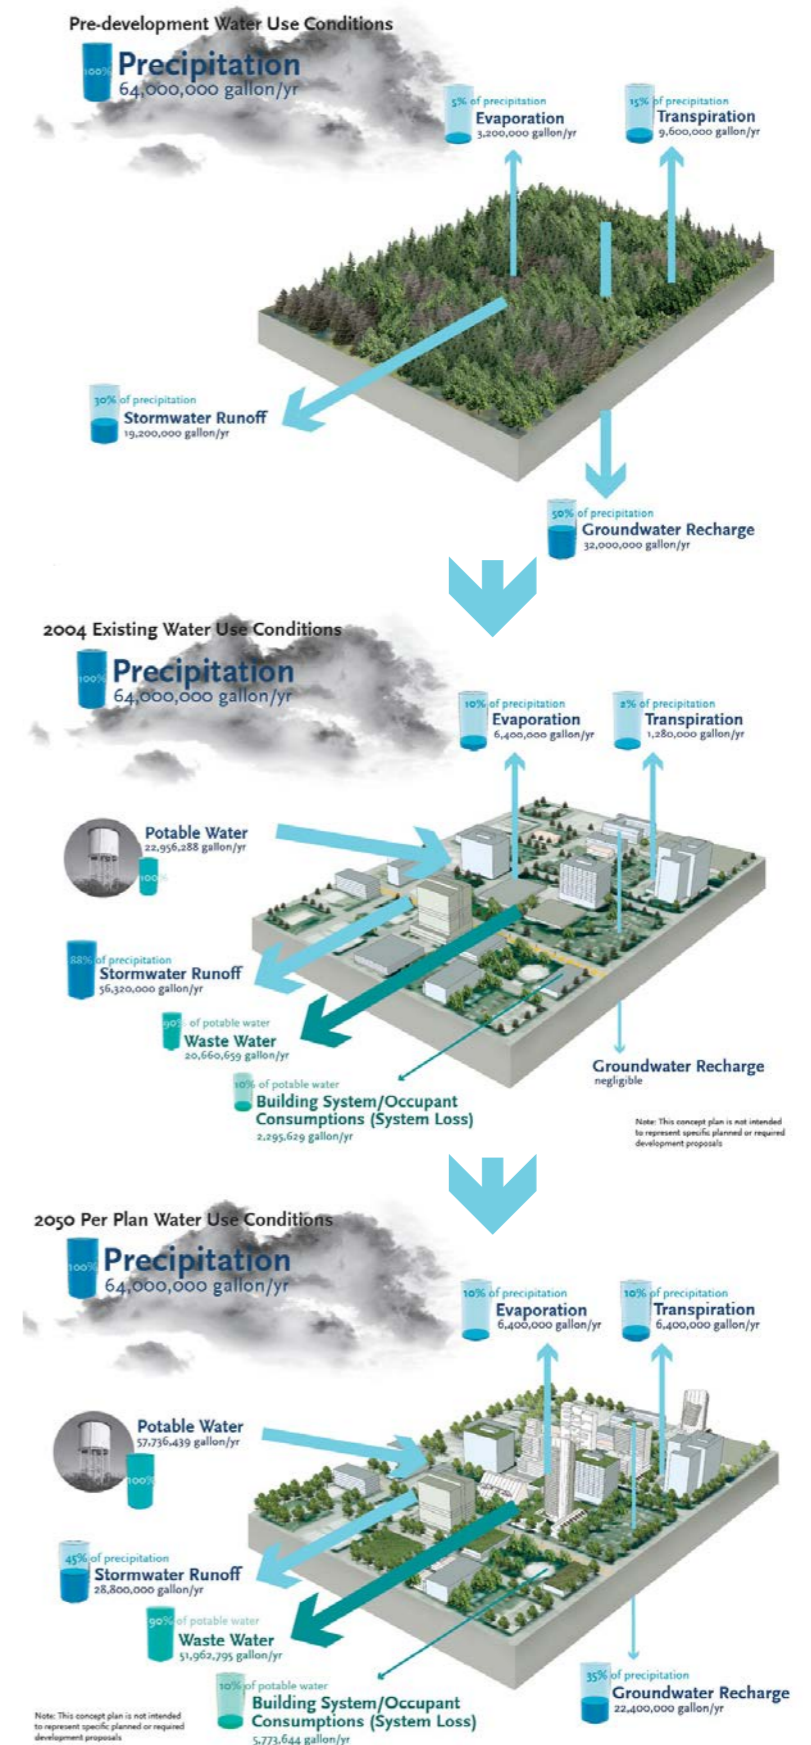 Pre-development Water Use Conditions
100%
Precipitation
64,000,000 gallon/yr
5% of precipitation
Evaporation
3,200,000 gallon/yr
15% of precipitation
Transpiration
9,600,000 gallon/yr
30% of precipitation
Stormwater Runoff
19,200,000 gallon/yr
50% of precipitation
Groundwater Recharge
32,000,000 gallon/yr
2004 Existing Water Use Conditions
100%
Precipitation
64,000,000 gallon/yr
10% of precipitation
Evaporation
6,400,000 gallon/yr
2% of precipitation
Transpiration
1,280,000 gallon/yr
Potable Water
22,956,288 gallon/yr
100%
88% of precipitation
Stormwater Runoff
56,320,000 gallon/yr
90% of potable water
Waste Water
20,660,659 gallon/yr
10% of potable water
Building System/Occupant
Consumptions (System Loss)
2,295,629 gallon/yr
Groundwater Recharge
negligible
Note: This concept plan is not intended
to represent specific planned or required
development proposals
2050 Per Plan Water Use Conditions
100%
Precipitation
64,000,000 gallon/yr
10% of precipitation
Evaporation
6,400,000 gallon/yr
10% of precipitation
Transpiration
6,400,000 gallon/yr
Potable Water
57,736,439 gallon/yr
100%
45% of precipitation
Stormwater Runoff
28,800,000 gallon/yr
90% of potable water
Waste Water
51,962,795 gallon/yr
10% of potable water
Building System/Occupant
Consumptions (System Loss)
5,773,644 gallon/yr
35% of precipitation
Groundwater Recharge
22,400,000 gallon/yr
Note: This concept plan is not intended
to represent specific planned or required
development proposals